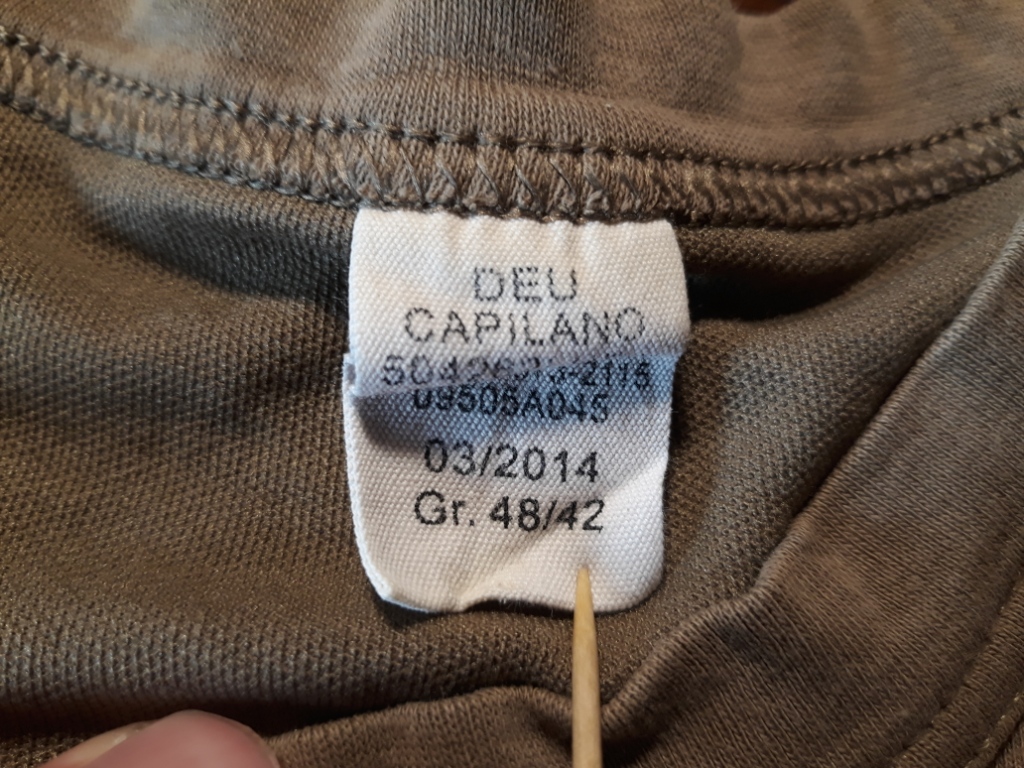 DEU
CAPILANO
09505A045
03/2014
Gr. 48/42